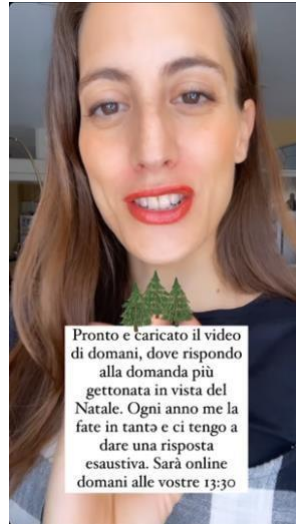 Pronto e caricato il video
di domani, dove rispondo
alla domanda più
gettonata in vista del
Natale. Ogni anno me la
fate in tantə e ci tengo a
dare una risposta
esaustiva. Sarà online
domani alle vostre 13:30